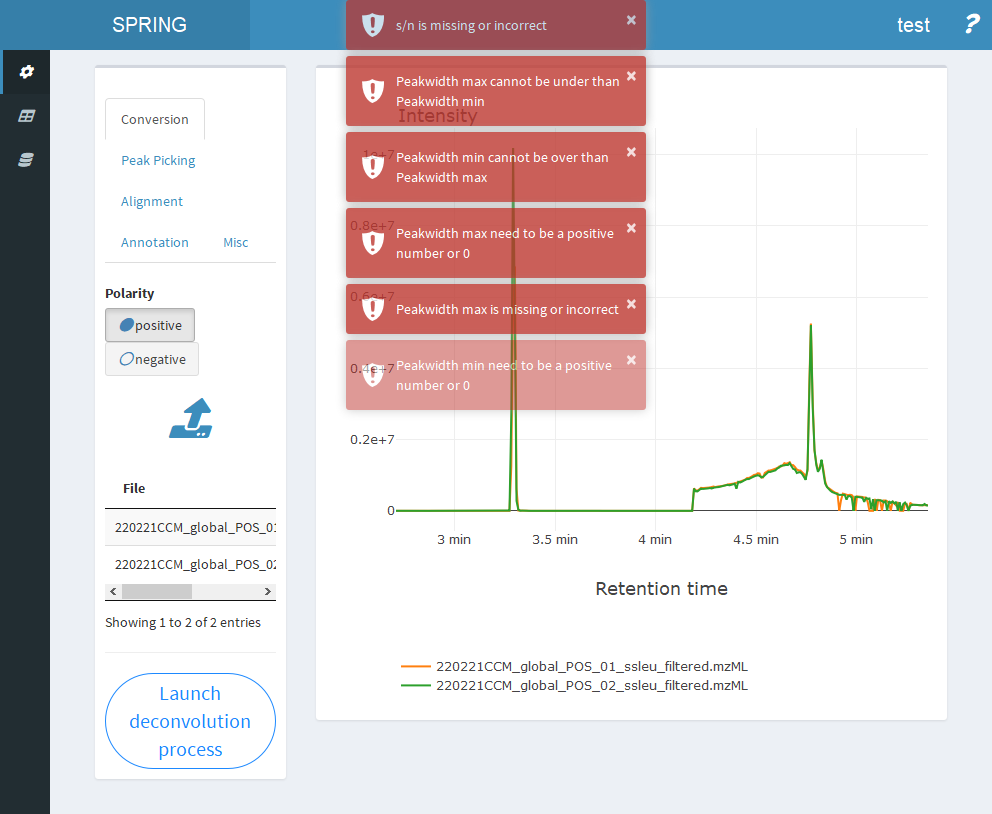 SPRING
test
?
s/n is missing or incorrect
×
Peakwidth max cannot be under than
Peakwidth min
×
Peakwidth min cannot be over than
Peakwidth max
×
Peakwidth max need to be a positive
number or 0
×
Peakwidth max is missing or incorrect
×
Peakwidth min need to be a positive
number or 0
×
Conversion
Peak Picking
Alignment
Annotation Misc
Polarity
positive
negative
File
220221CCM_global_POS_01
220221CCM_global_POS_02
Showing 1 to 2 of 2 entries
Launch
deconvolution
process
Intensity
1e+7
0.8e+7
0.6e+7
0.4e+7
0.2e+7
0
3 min
3.5 min
4 min
4.5 min
5 min
Retention time
220221CCM_global_POS_01_ssleu_filtered.mzML
220221CCM_global_POS_02_ssleu_filtered.mzML